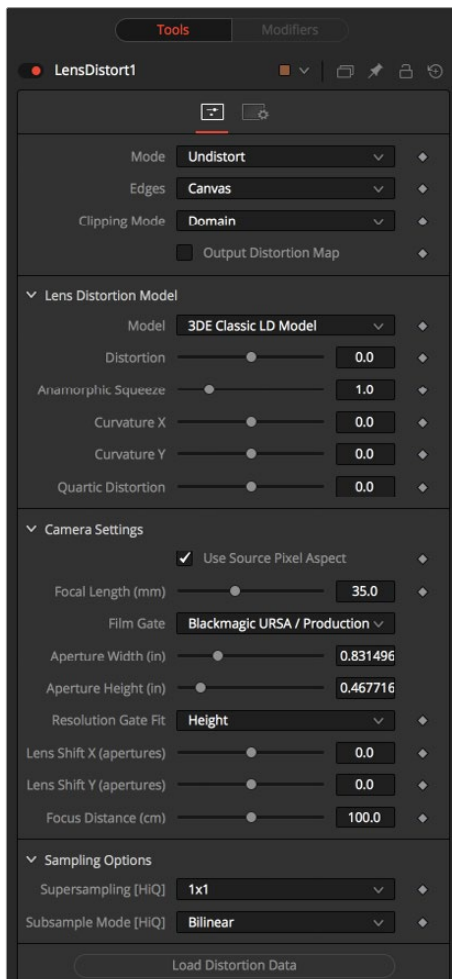 Tools Modifiers
LensDistort1
Mode Undistort
Edges Canvas
Clipping Mode Domain
Output Distortion Map
Lens Distortion Model
Model 3DE Classic LD Model
Distortion 0.0
Anamorphic Squeeze 1.0
Curvature X 0.0
Curvature Y 0.0
Quartic Distortion 0.0
Camera Settings
Use Source Pixel Aspect
Focal Length (mm) 35.0
Film Gate Blackmagic URSA / Production
Aperture Width (in) 0.831496
Aperture Height (in) 0.467716
Resolution Gate Fit Height
Lens Shift X (apertures) 0.0
Lens Shift Y (apertures) 0.0
Focus Distance (cm) 100.0
Sampling Options
Supersampling [HiQ] 1x1
Subsample Mode [HiQ] Bilinear
Load Distortion Data